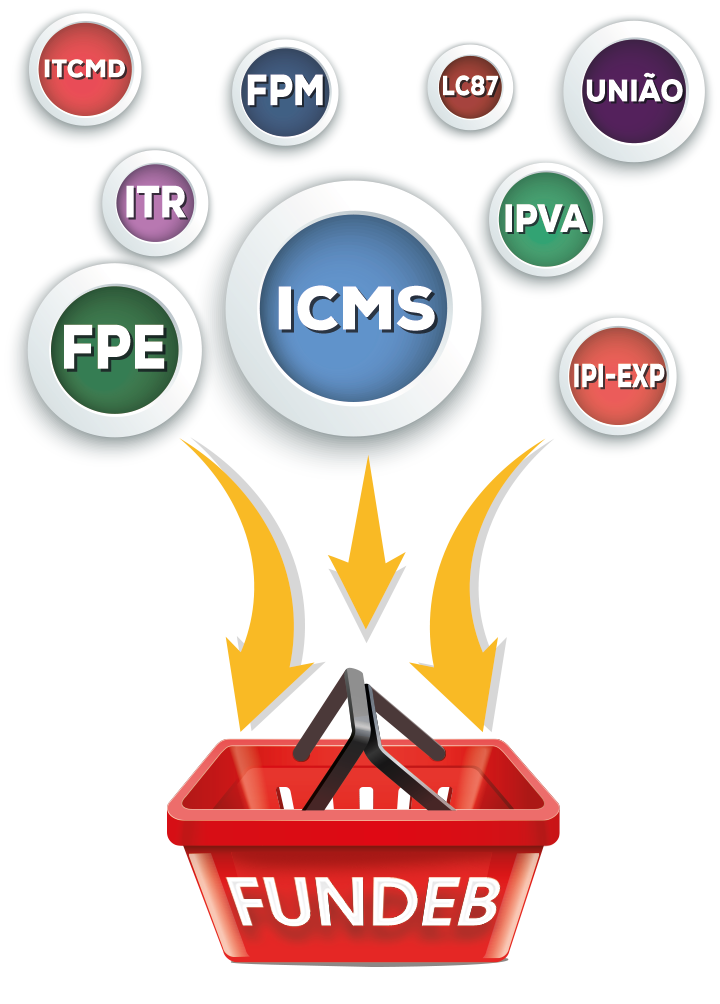 ITCMD
FPM
LC87
UNIÃO
ITR
IPVA
ICMS
FPE
IPI-EXP
FUNDEB